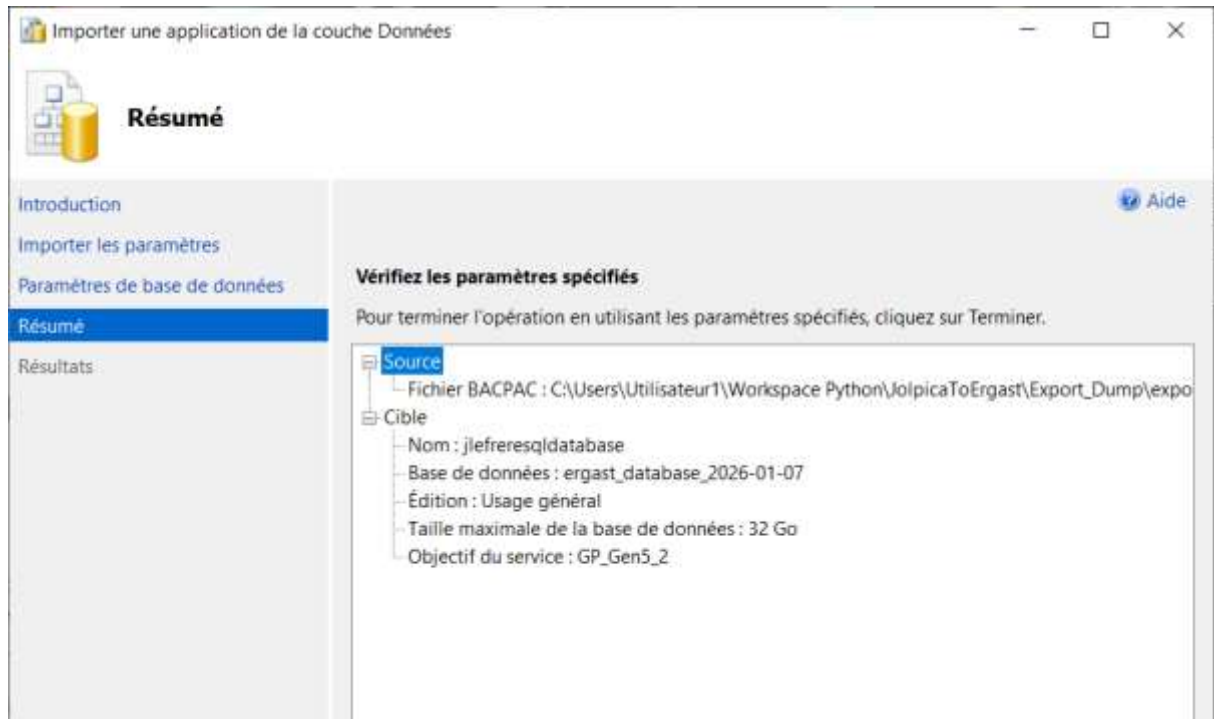 Importer une application de la couche Données
Résumé
Introduction
Importer les paramètres
Paramètres de base de données
Résumé
Résultats
Aide
Vérifiez les paramètres spécifiés
Pour terminer l'opération en utilisant les paramètres spécifiés, cliquez sur Terminer.
Source
Fichier BACPAC : C:\Users\Utilisateur1\Workspace Python\JolpicaToErgast\Export_Dump\expo
Cible
Nom : jlefreresqldatabase
Base de données : ergast_database_2026-01-07
Édition : Usage général
Taille maximale de la base de données : 32 Go
Objectif du service : GP_Gen5_2